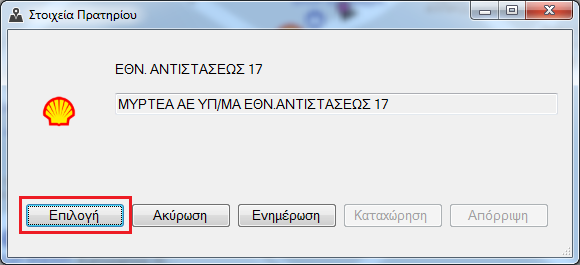 Στοιχεία Πρατηρίου
ΕΘΝ. ΑΝΤΙΣΤΑΣΕΩΣ 17
ΜΥΡΤΕΑ ΑΕ ΥΠ/ΜΑ ΕΘΝ.ΑΝΤΙΣΤΑΣΕΩΣ 17
Επιλογή Ακύρωση Ενημέρωση Καταχώρηση Απόρριψη